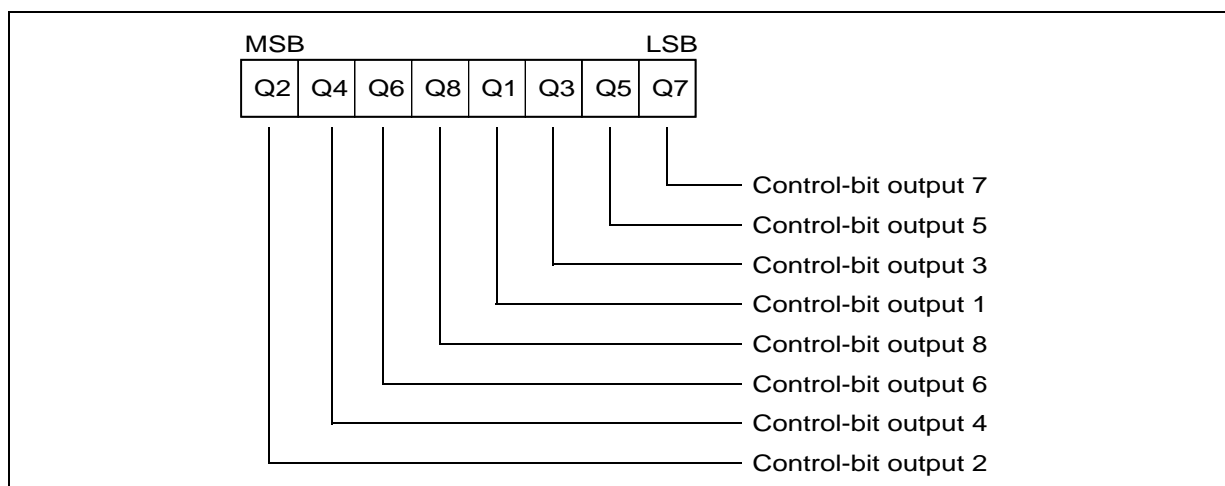 MSB LSB
Q2 Q4 Q6 Q8 Q1 Q3 Q5 Q7
Control-bit output 7
Control-bit output 5
Control-bit output 3
Control-bit output 1
Control-bit output 8
Control-bit output 6
Control-bit output 4
Control-bit output 2